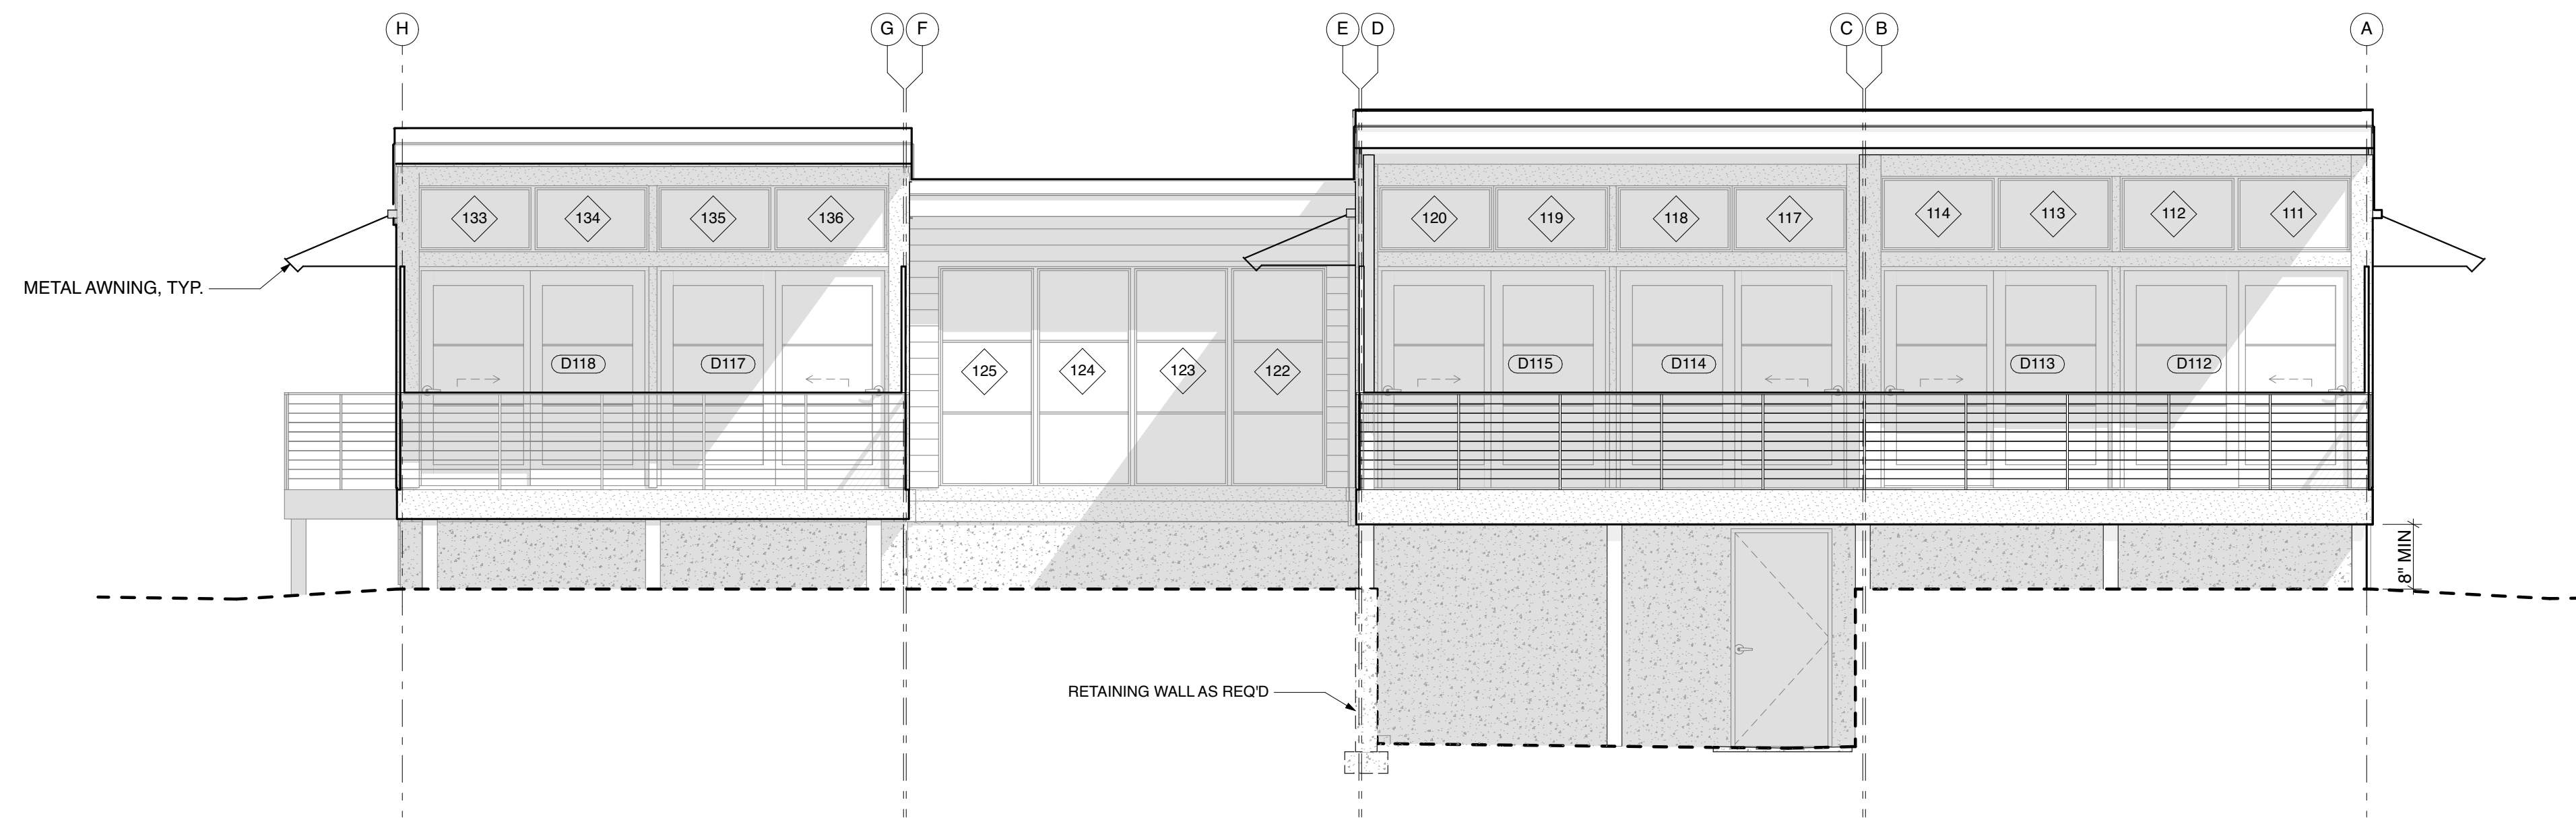 H G F E D C B A
133 134 135 136 120 119 118 117 114 113 112 111
METAL AWNING, TYP.
D118 D117 125 124 123 122 D115 D114 D113 D112
8" MIN
RETAINING WALL AS REQ'D